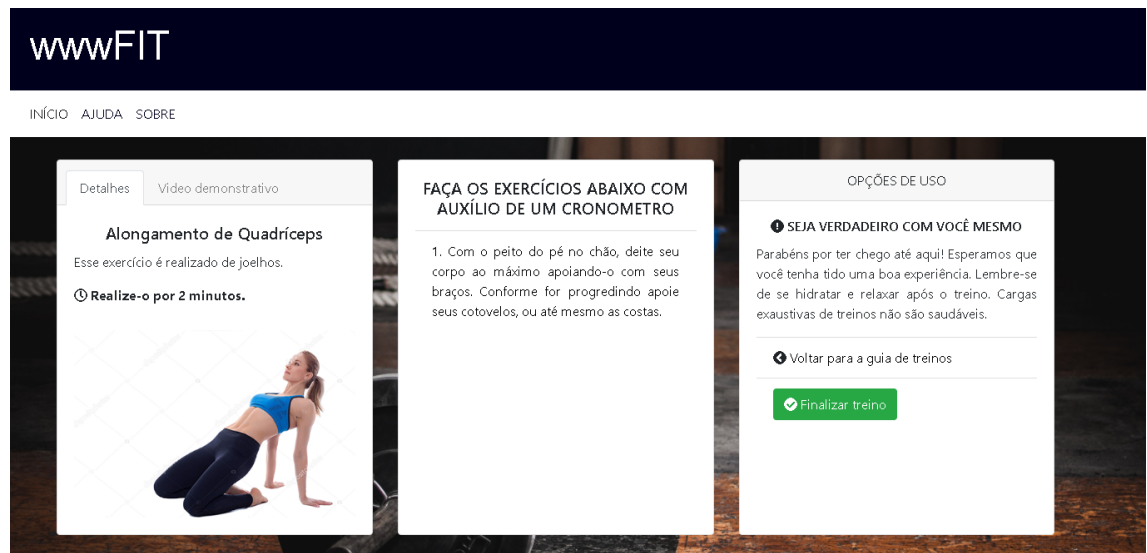 wwwFIT
INÍCIO AJUDA SOBRE
Detalhes Video demonstrativo
Alongamento de Quadríceps
Esse exercício é realizado de joelhos.
Realize-o por 2 minutos.
FAÇA OS EXERCÍCIOS ABAIXO COM
AUXÍLIO DE UM CRONOMETRO
1. Com o peito do pé no chão, deite seu
corpo ao máximo apoiando-o com seus
braços. Conforme for progredindo apoie
seus cotovelos, ou até mesmo as costas.
OPÇÕES DE USO
SEJA VERDADEIRO COM VOCÊ MESMO
Parabéns por ter chego até aqui! Esperamos que
você tenha tido uma boa experiência. Lembre-se
de se hidratar e relaxar após o treino. Cargas
exaustivas de treinos não são saudáveis.
Voltar para a guia de treinos
Finalizar treino